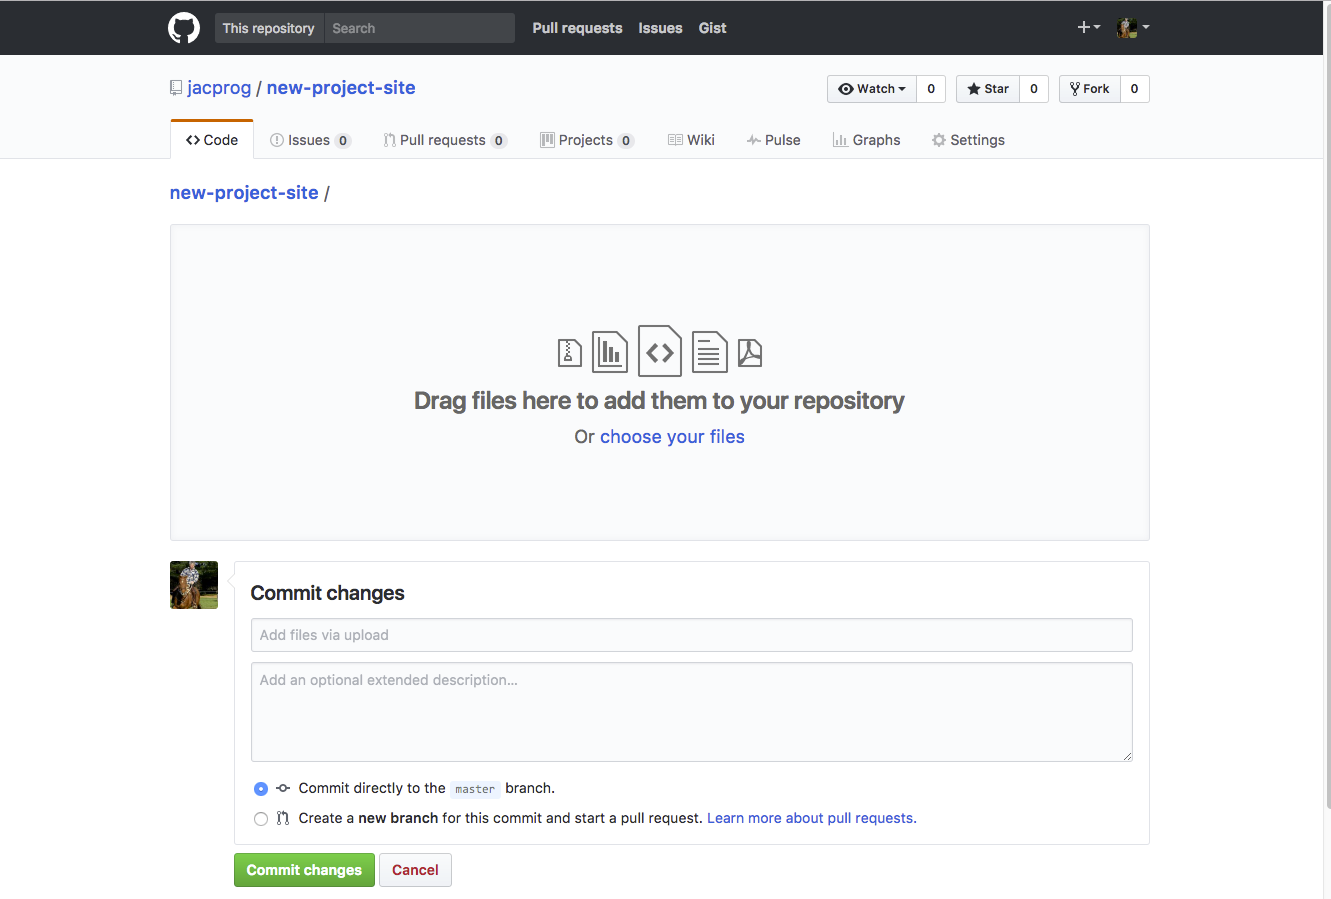 This repository Search Pull requests Issues Gist
jacprog / new-project-site Watch 0 Star 0 Fork 0
Code Issues 0 Pull requests 0 Projects 0 Wiki Pulse Graphs Settings
new-project-site /
Drag files here to add them to your repository
Or choose your files
Commit changes
Add files via upload
Add an optional extended description...
Commit directly to the master branch.
Create a new branch for this commit and start a pull request. Learn more about pull requests.
Commit changes Cancel